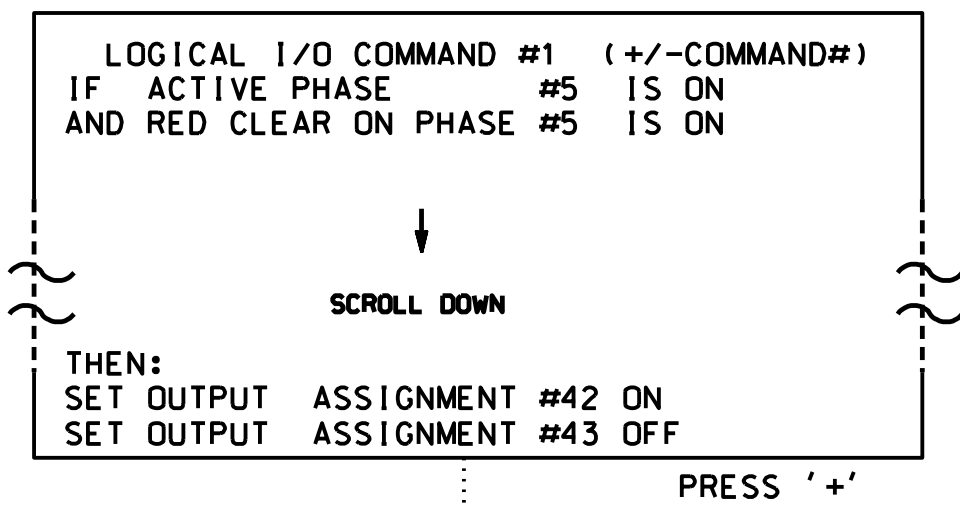 LOGICAL I/O COMMAND #1 (+/-COMMAND#)
IF ACTIVE PHASE #5 IS ON
AND RED CLEAR ON PHASE #5 IS ON
SCROLL DOWN
THEN:
SET OUTPUT ASSIGNMENT #42 ON
SET OUTPUT ASSIGNMENT #43 OFF
PRESS '+'